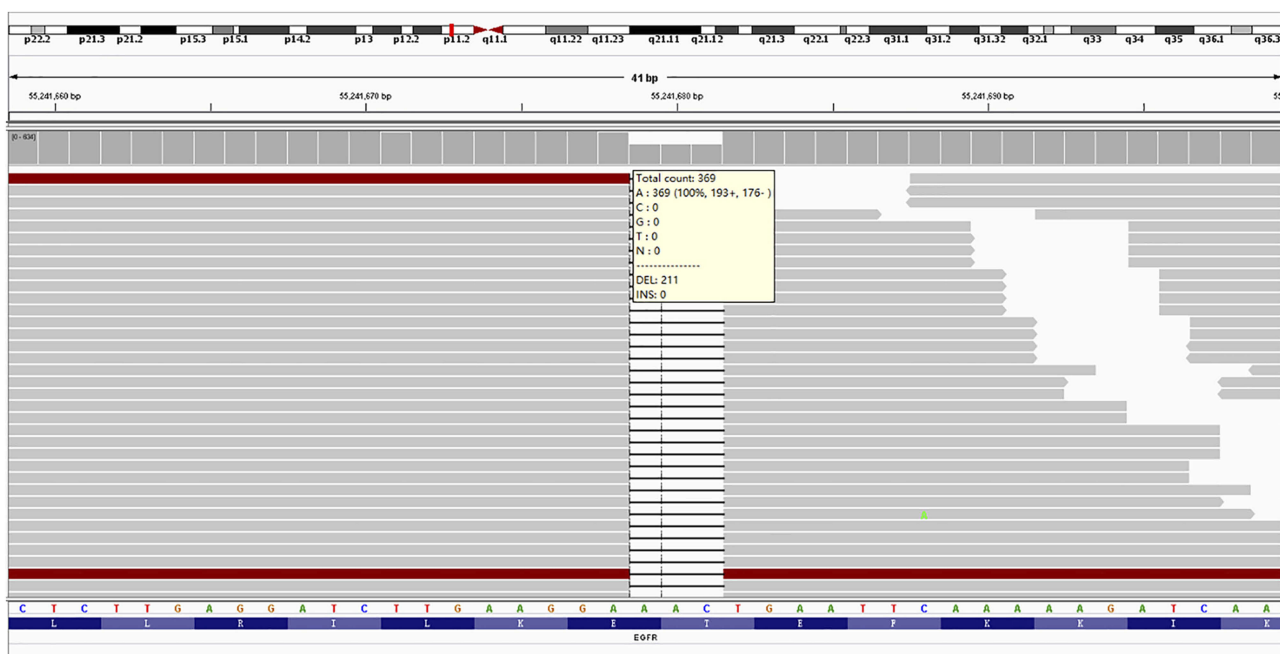 p22.2 p21.3 p21.2 p15.3 p15.1 p14.2 p13 p12.2 p11.2 q11.1 q11.22 q11.23 q21.11 q21.12 q21.3 q22.1 q22.3 q31.1 q31.2 q31.32 q32.1 q33 q34 q35 q36.1 q36.3
41 bp
55,241,660 bp 55,241,670 bp 55,241,680 bp 55,241,690 bp 55
[0 - 634]
Total count: 369
A : 369 (100%, 193+, 176- )
C : 0
G : 0
T : 0
N : 0
---------------
DEL: 211
INS: 0
A
C T C T T G A G G A T C T T G A A G G A A A C T G A A T T C A A A A A G A T C A A
L L R I L K E T E F K K I K
EGFR